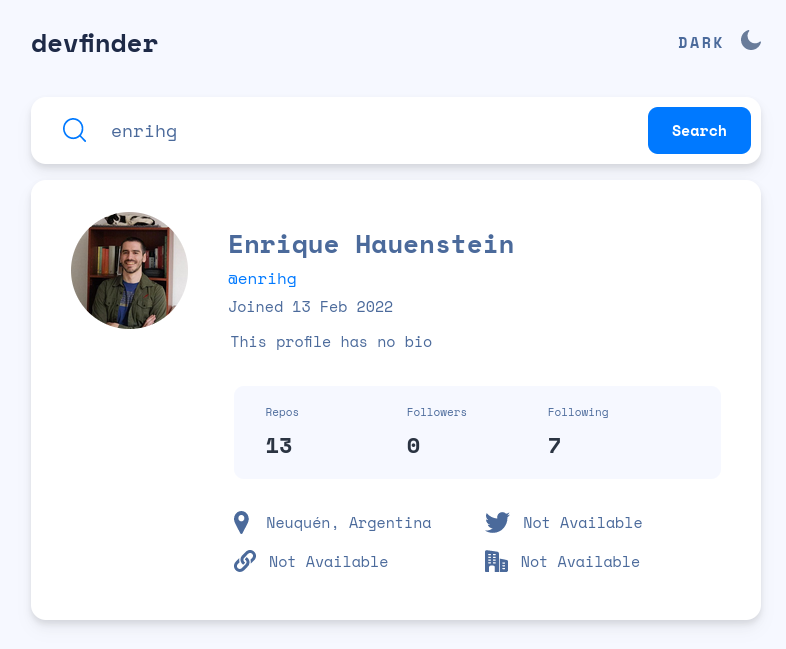 devfinder
DARK
enrihg
Search
Enrique Hauenstein
@enrihg
Joined 13 Feb 2022
This profile has no bio
Repos Followers Following
13 0 7
Neuquén, Argentina Not Available
Not Available Not Available